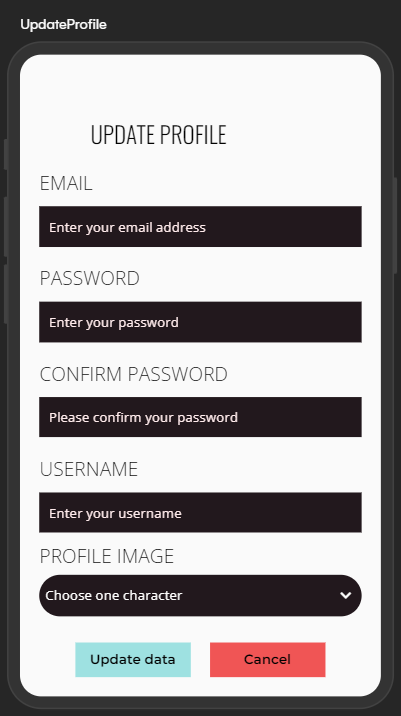 UpdateProfile
UPDATE PROFILE
EMAIL
Enter your email address
PASSWORD
Enter your password
CONFIRM PASSWORD
Please confirm your password
USERNAME
Enter your username
PROFILE IMAGE
Choose one character
Update data
Cancel